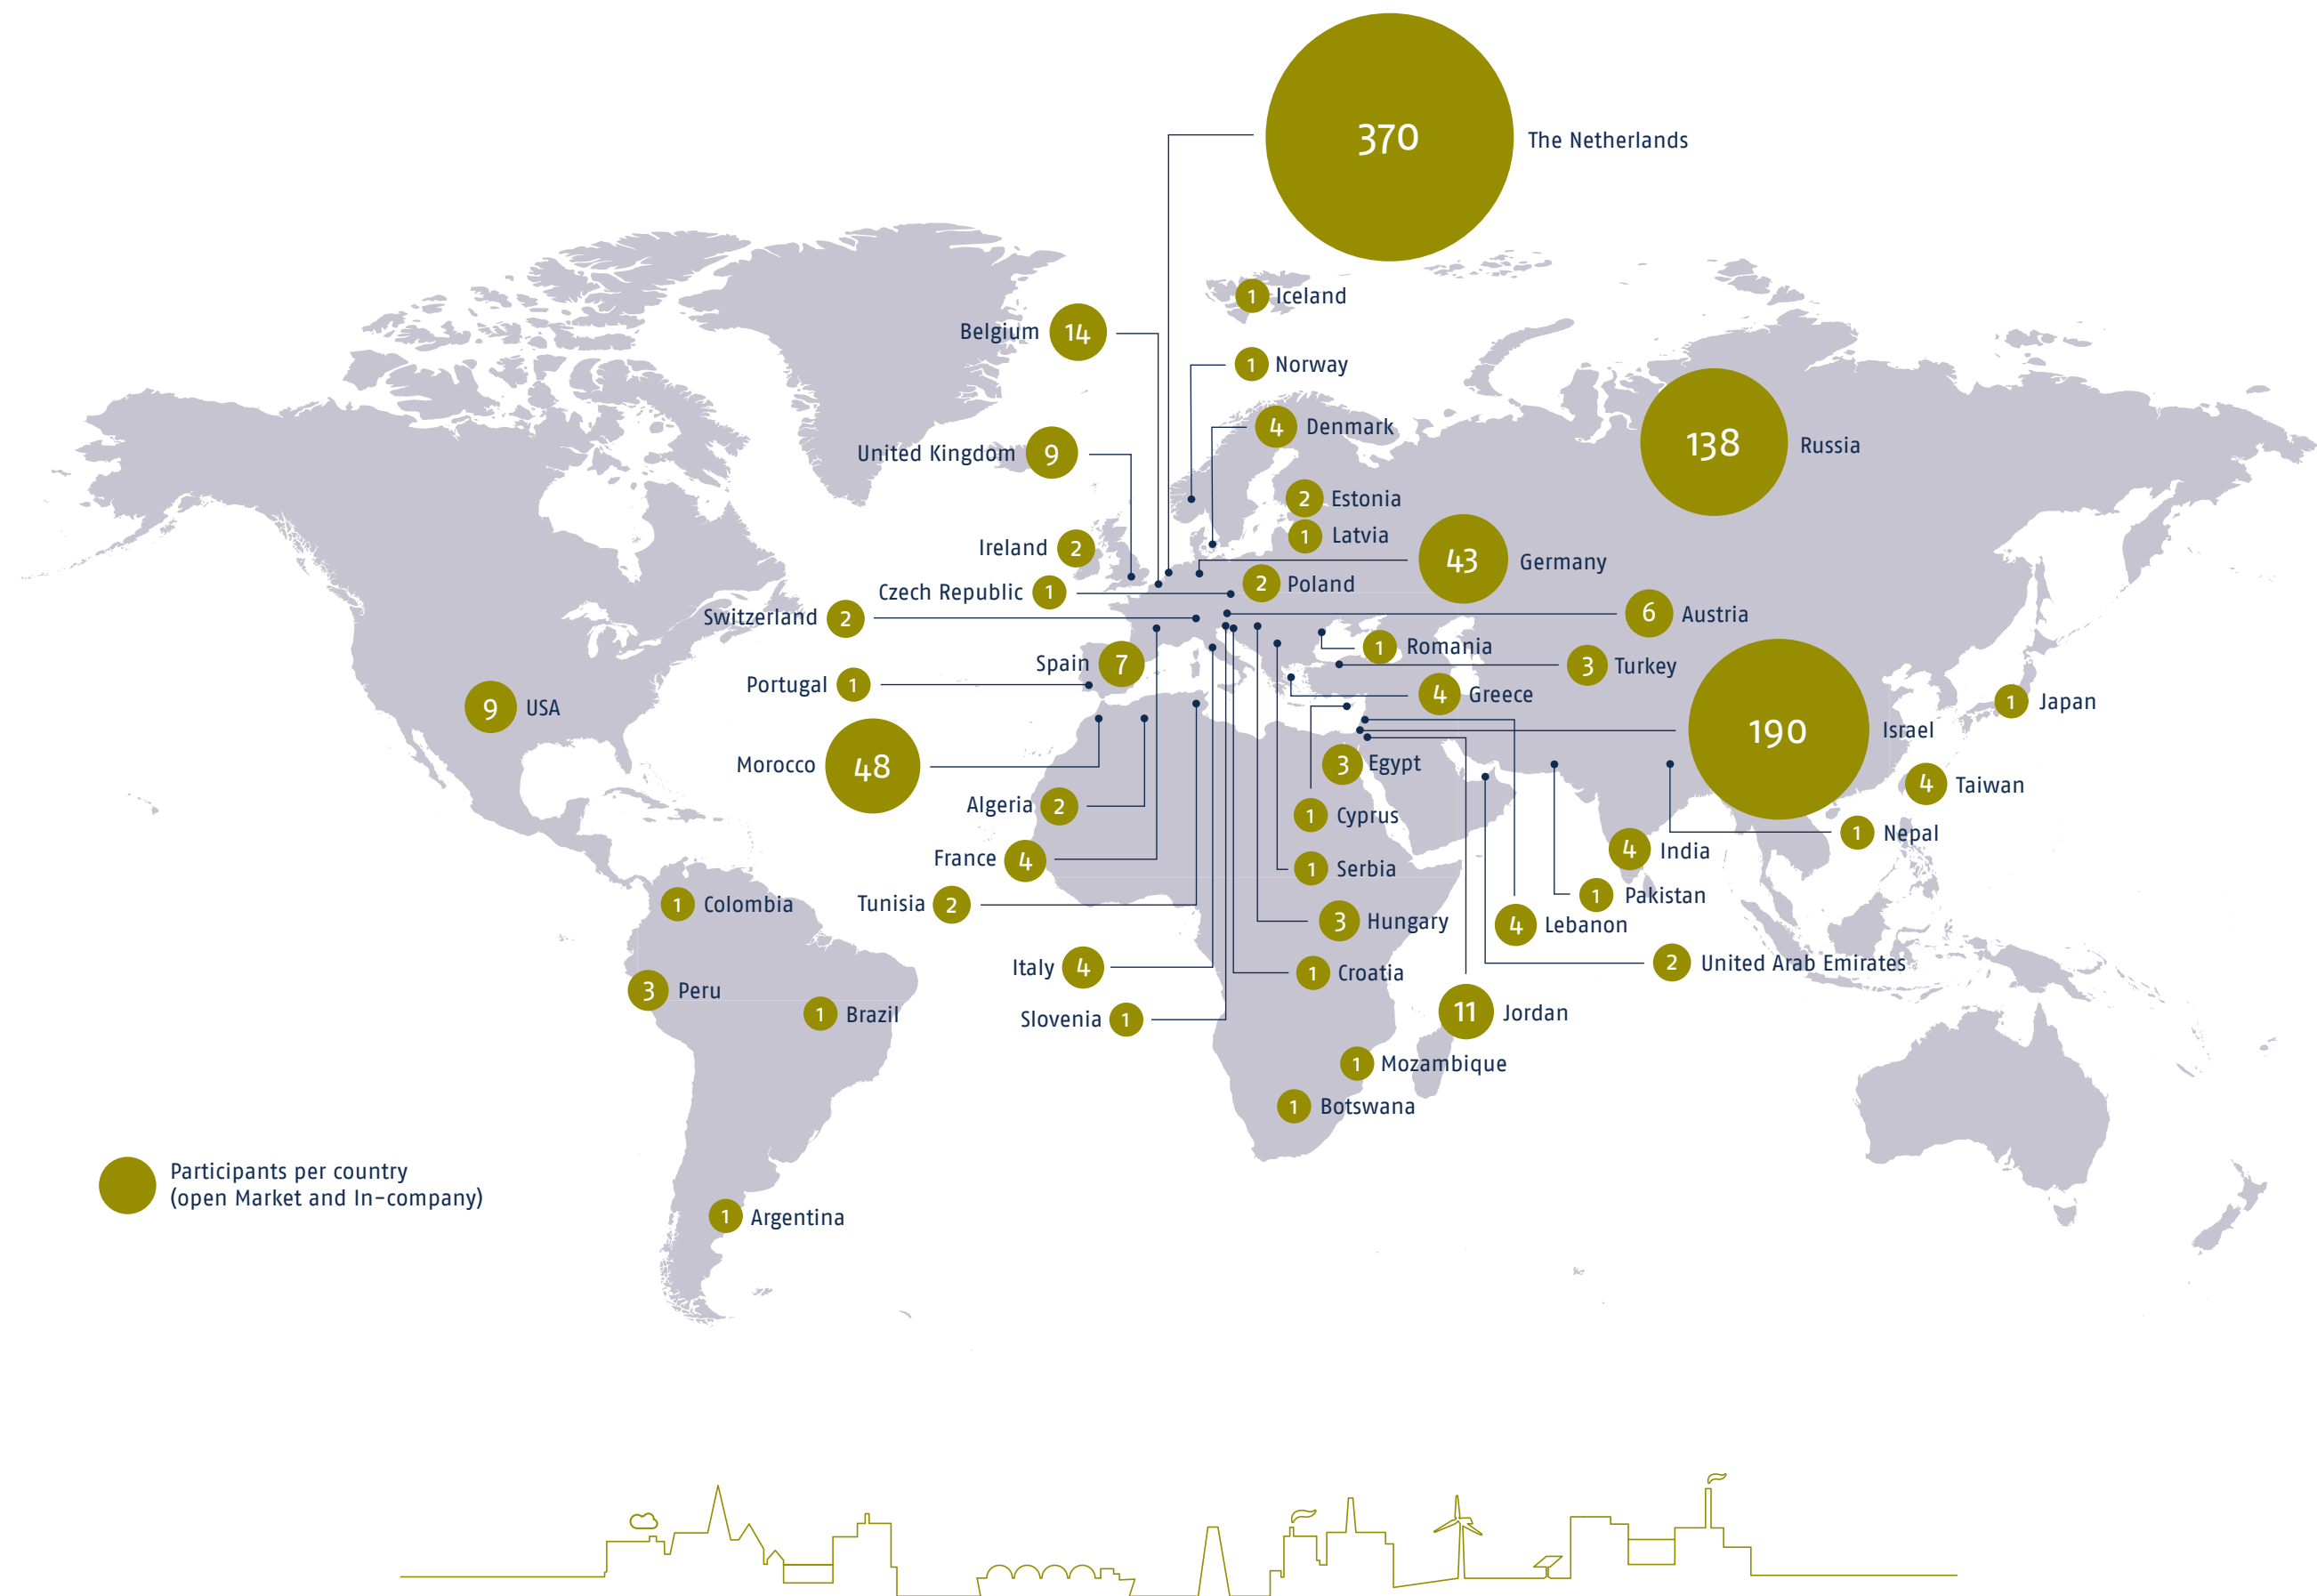 370 The Netherlands
1 Iceland
Belgium 14
1 Norway
138 Russia
4 Denmark
United Kingdom 9
2 Estonia
1 Latvia
Ireland 2
43 Germany
2 Poland
Czech Republic 1
Switzerland 2
6 Austria
1 Romania
Spain 7
3 Turkey
Portugal 1
4 Greece
9 USA
1 Japan
190 Israel
Morocco 48
3 Egypt
4 Taiwan
Algeria 2
1 Cyprus
1 Nepal
4 India
France 4
1 Serbia
1 Pakistan
1 Colombia
Tunisia 2
3 Hungary
4 Lebanon
2 United Arab Emirates
Italy 4
1 Croatia
3 Peru
1 Brazil
Slovenia 1
11 Jordan
1 Mozambique
1 Botswana
Participants per country
(open Market and In-company)
1 Argentina